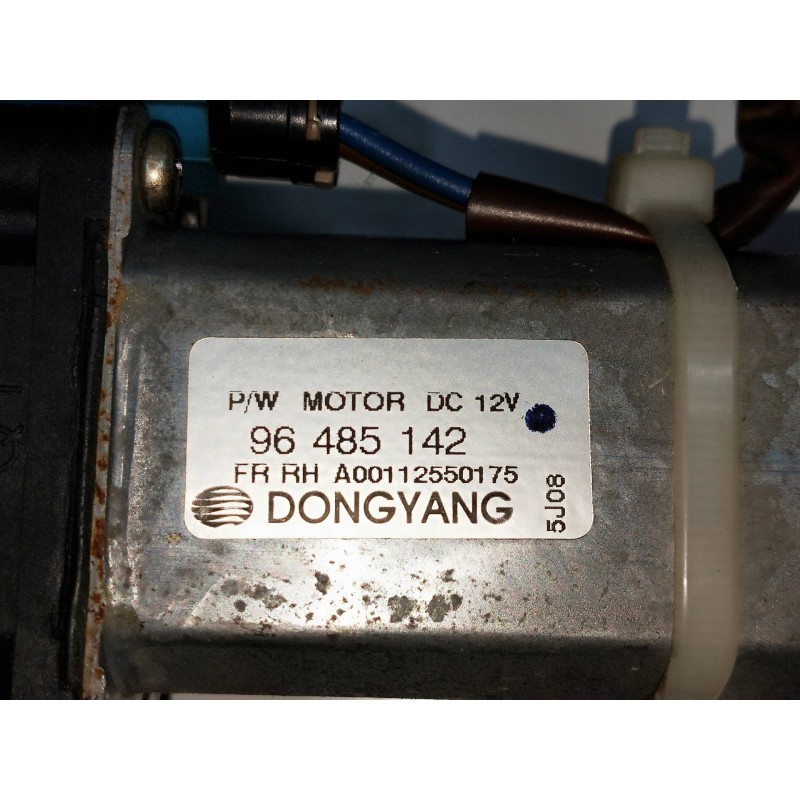 P/W MOTOR DC 12V
96 485 142
FR RH A00112550175
DONGYANG
5J08